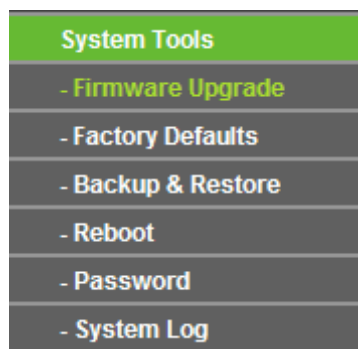 System Tools
- Firmware Upgrade
- Factory Defaults
- Backup & Restore
- Reboot
- Password
- System Log